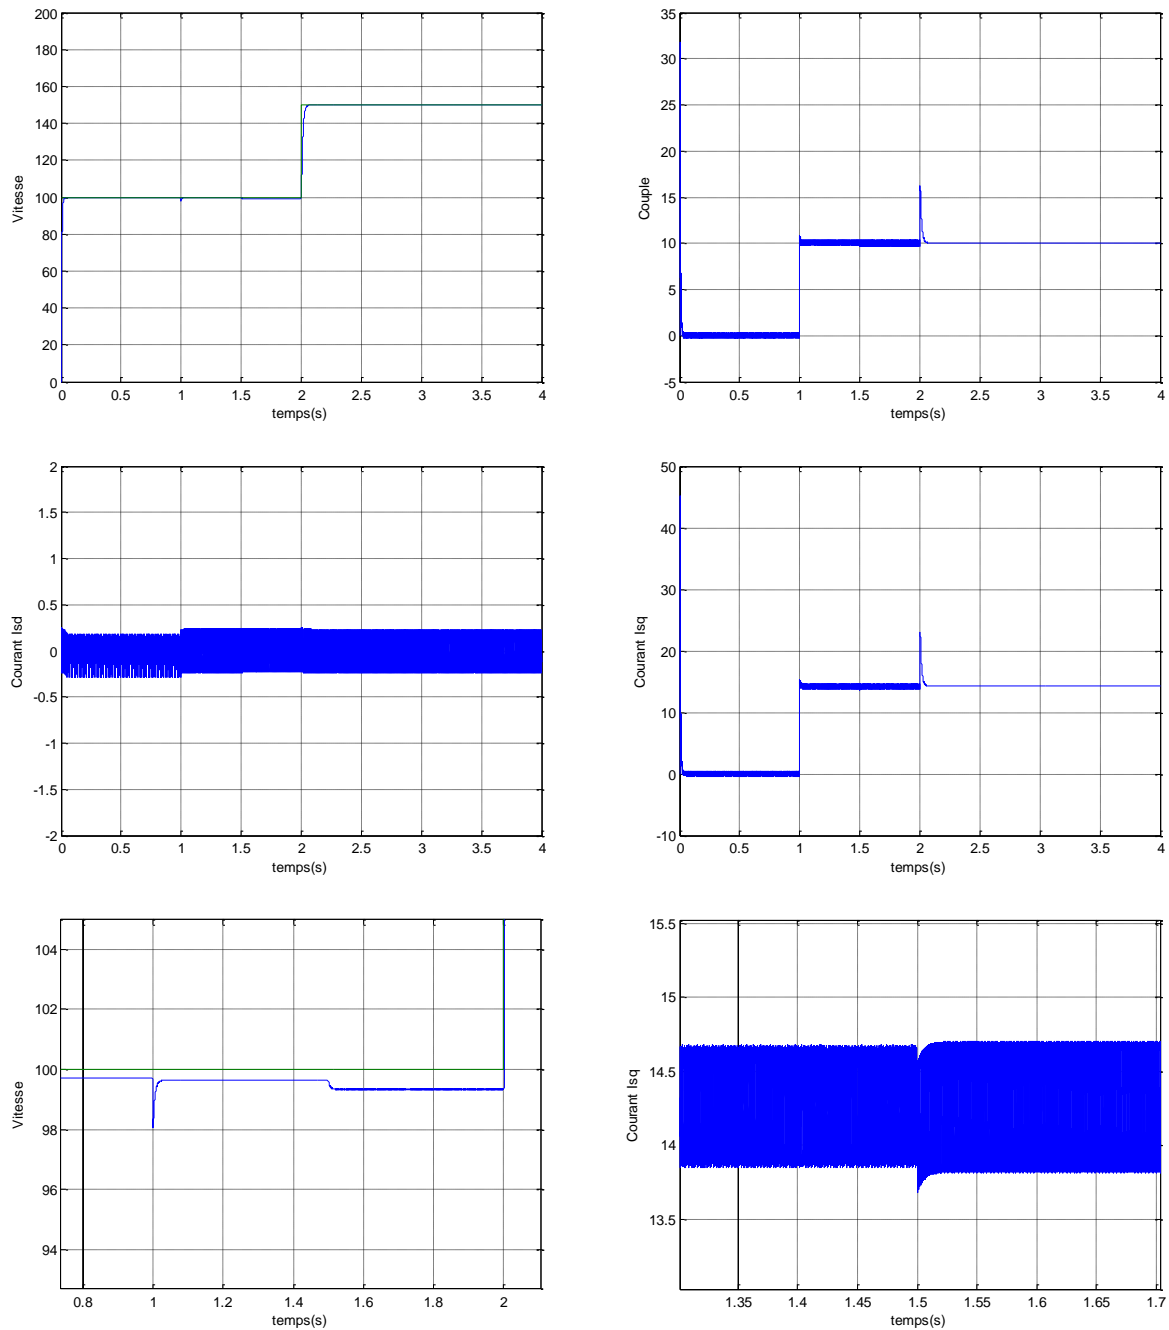 200
180
160
140
120
100
80
60
40
20
0
Vitesse
0 0.5 1 1.5 2 2.5 3 3.5 4
temps(s)
35
30
25
20
15
10
5
0
-5
Couple
0 0.5 1 1.5 2 2.5 3 3.5 4
temps(s)
2
1.5
1
0.5
0
-0.5
-1
-1.5
-2
Courant Isd
0 0.5 1 1.5 2 2.5 3 3.5 4
temps(s)
50
40
30
20
10
0
-10
Courant Isq
0 0.5 1 1.5 2 2.5 3 3.5 4
temps(s)
104
102
100
98
96
94
Vitesse
0.8 1 1.2 1.4 1.6 1.8 2
temps(s)
15.5
15
14.5
14
13.5
Courant Isq
1.35 1.4 1.45 1.5 1.55 1.6 1.65 1.7
temps(s)